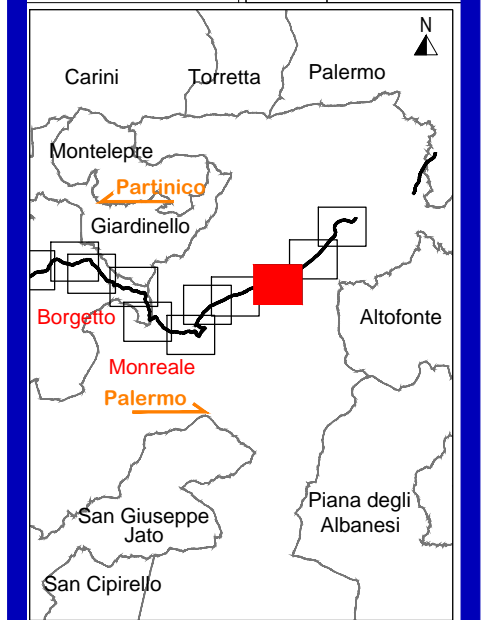 N
Carini
Torretta
Palermo
Montelepre
Partinico
Giardinello
Borgetto
Altofonte
Monreale
Palermo
San Giuseppe
Jato
Piana degli
Albanesi
San Cipirello